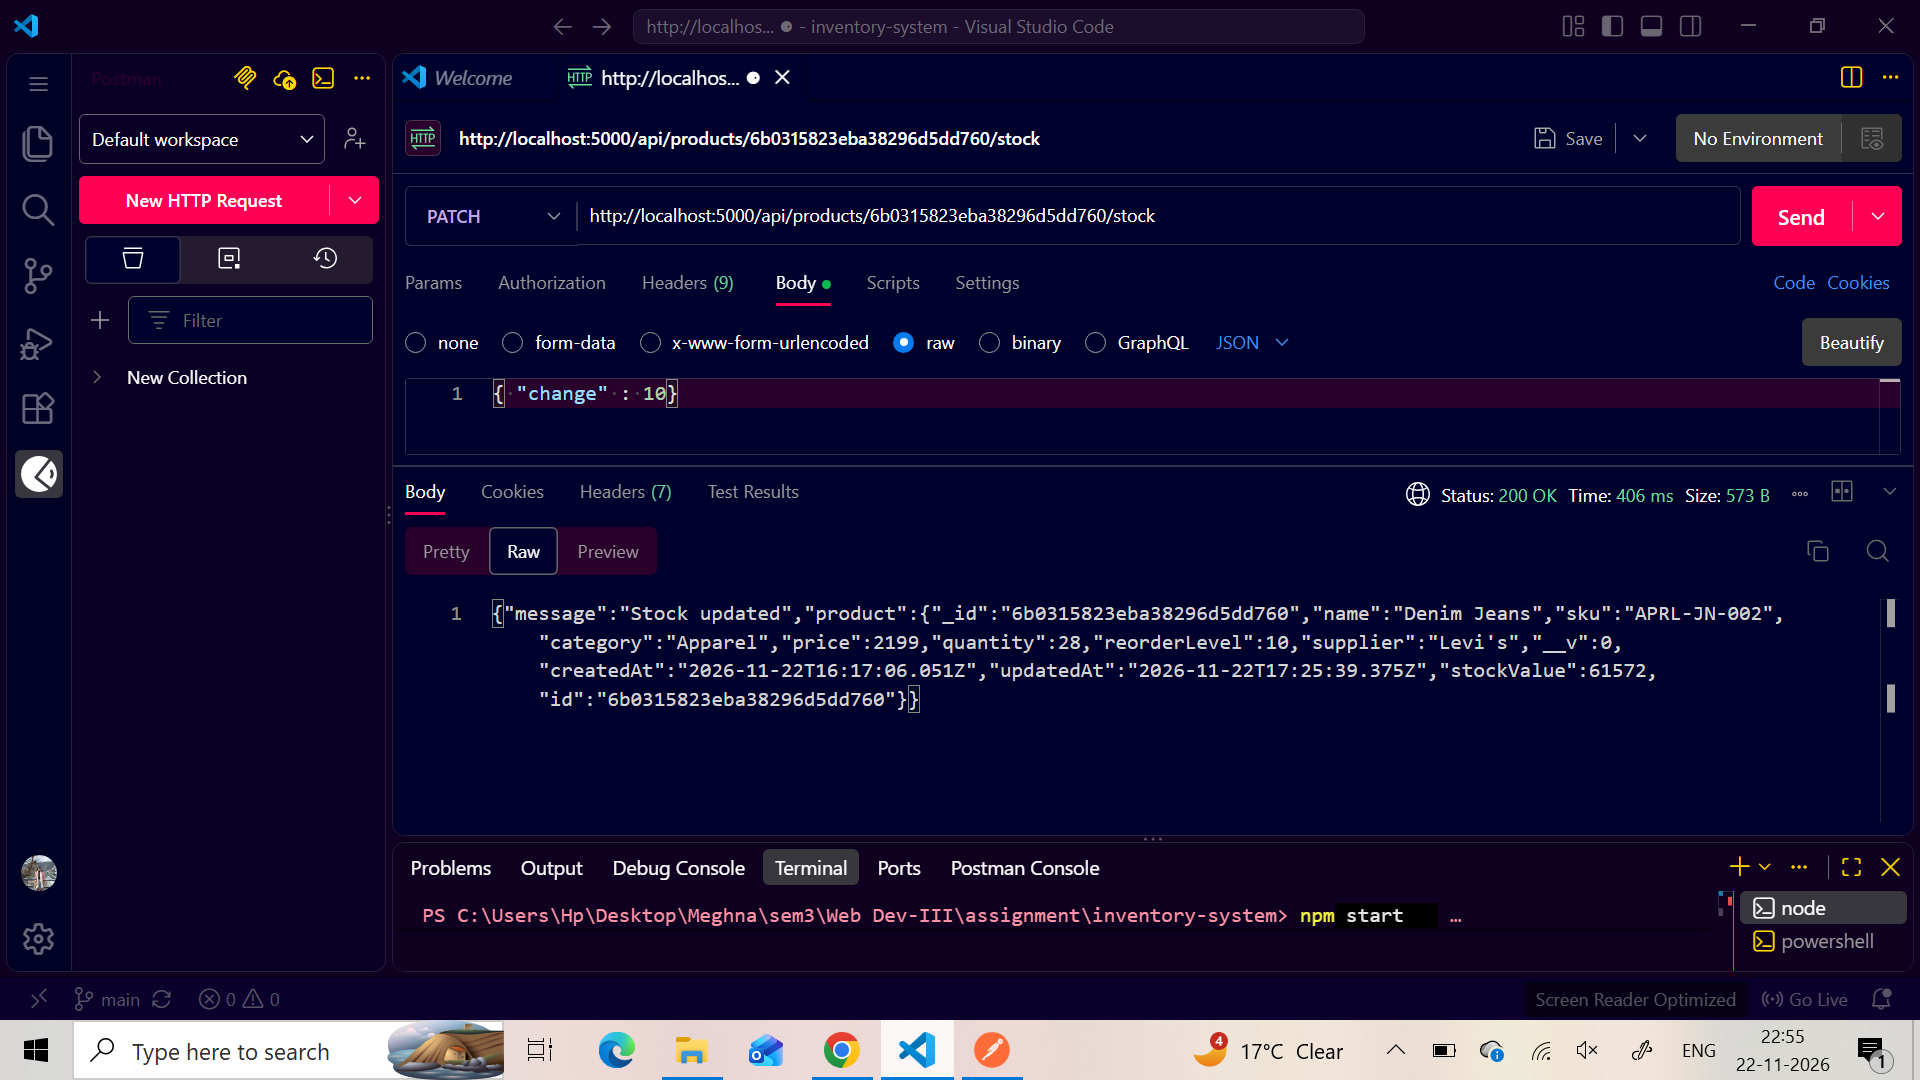 http://localhos... ● - inventory-system - Visual Studio Code
Postman
Welcome
HTTP http://localhos...
Default workspace
HTTP http://localhost:5000/api/products/6b0315823eba38296d5dd760/stock
Save
No Environment
New HTTP Request
PATCH
http://localhost:5000/api/products/6b0315823eba38296d5dd760/stock
Send
Params Authorization Headers (9) Body Scripts Settings
Code Cookies
Filter
none form-data x-www-form-urlencoded raw binary GraphQL JSON
Beautify
New Collection
1 { "change" : 10}
Body Cookies Headers (7) Test Results
Status: 200 OK Time: 406 ms Size: 573 B
Pretty Raw Preview
1 {"message":"Stock updated","product":{"_id":"6b0315823eba38296d5dd760","name":"Denim Jeans","sku":"APRL-JN-002",
"category":"Apparel","price":2199,"quantity":28,"reorderLevel":10,"supplier":"Levi's","__v":0,
"createdAt":"2026-11-22T16:17:06.051Z","updatedAt":"2026-11-22T17:25:39.375Z","stockValue":61572,
"id":"6b0315823eba38296d5dd760"}}
Problems Output Debug Console Terminal Ports Postman Console
PS C:\Users\Hp\Desktop\Meghna\sem3\Web Dev-III\assignment\inventory-system> npm start ...
node
powershell
main 0 0
Screen Reader Optimized Go Live
Type here to search
4
17°C Clear
ENG
22:55
22-11-2026
1